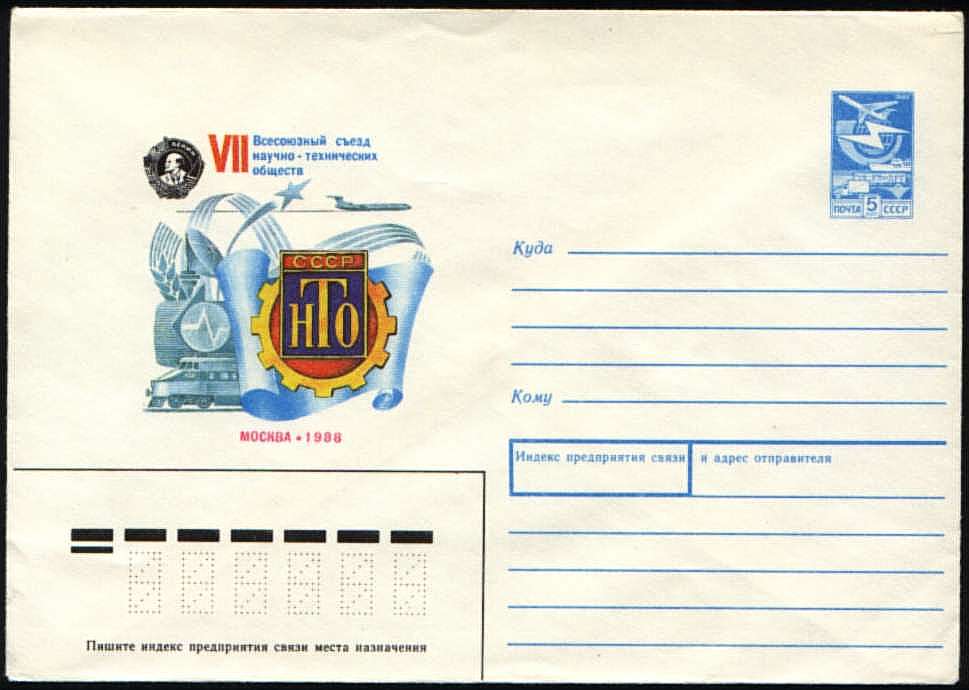 ЛЕНИН
VII Всесоюзный съезд
научно - технических
обществ
СССР
НТО
МОСКВА • 1988
ПОЧТА 5 СССР
Куда
Кому
Индекс предприятия связи и адрес отправителя
Пишите индекс предприятия связи места назначения